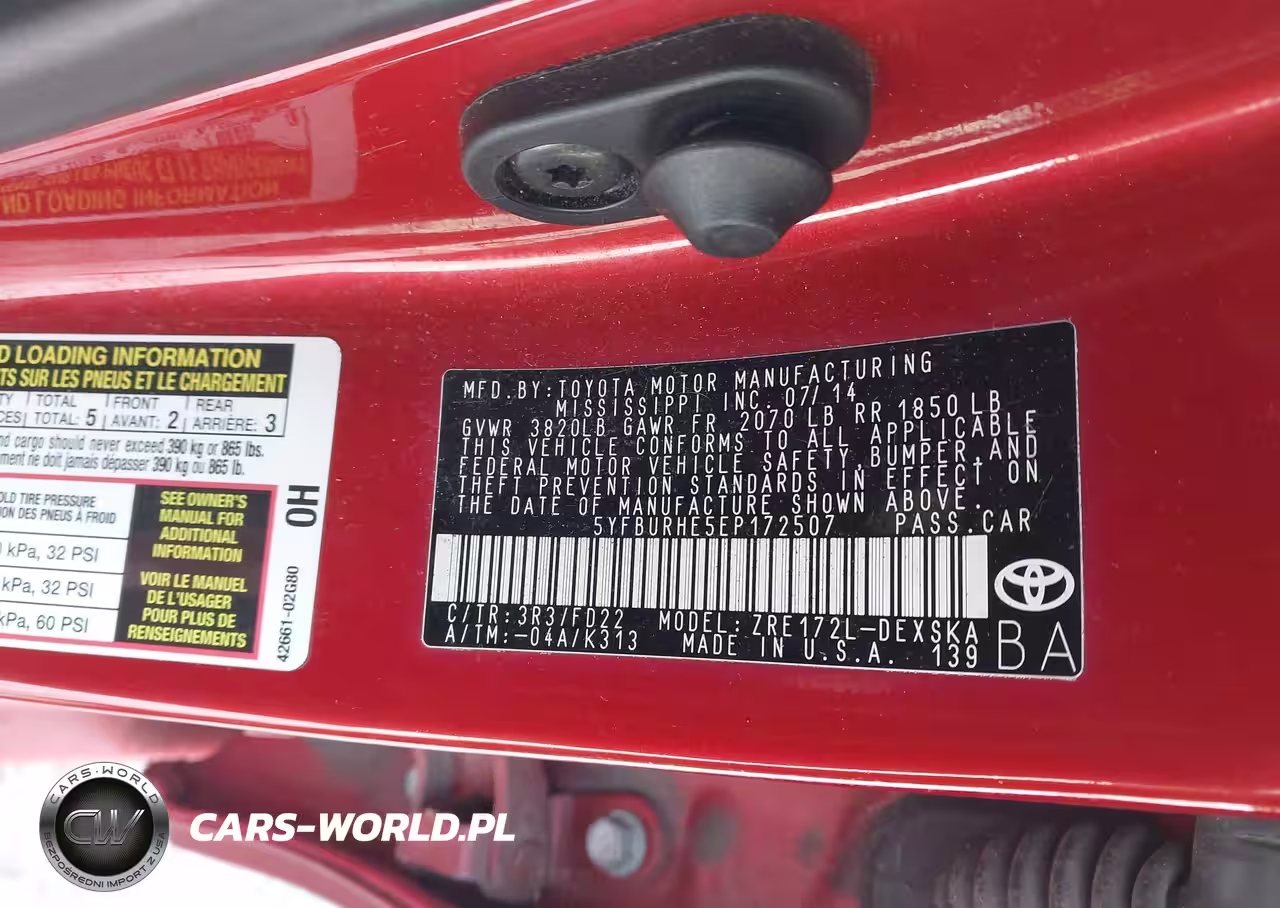 D LOADING INFORMATION
TS SUR LES PNEUS ET LE CHARGEMENT
TOTAL FRONT REAR
TOTAL: 5 AVANT: 2 ARRIÈRE: 3
nd cargo should never exceed 390 kg or 865 lbs.
ment ne doit jamais dépasser 390 kg ou 865 lb.
OLD TIRE PRESSURE
ION DES PNEUS À FROID
kPa, 32 PSI
kPa, 32 PSI
kPa, 60 PSI
SEE OWNER'S
MANUAL FOR
ADDITIONAL
INFORMATION
VOIR LE MANUEL
DE L'USAGER
POUR PLUS DE
RENSEIGNEMENTS
OH
42661-02G80
MFD.BY:TOYOTA MOTOR MANUFACTURING
MISSISSIPPI INC. 07/14
GVWR 3820LB GAWR FR 2070 LB RR 1850LB
THIS VEHICLE CONFORMS TO ALL APPLICABLE
FEDERAL MOTOR VEHICLE SAFETY,BUMPER,AND
THEFT PREVENTION STANDARDS IN EFFECT ON
THE DATE OF MANUFACTURE SHOWN ABOVE.
5YFBURHE5EP172507 PASS.CAR
C/TR:3R3/FD22 MODEL:ZRE172L-DEXSKA
A/TM:-04A/K313 MADE IN U.S.A. 139
BA
CARS-WORLD
CW
BEZPOŚREDNI IMPORT Z USA
CARS-WORLD.PL